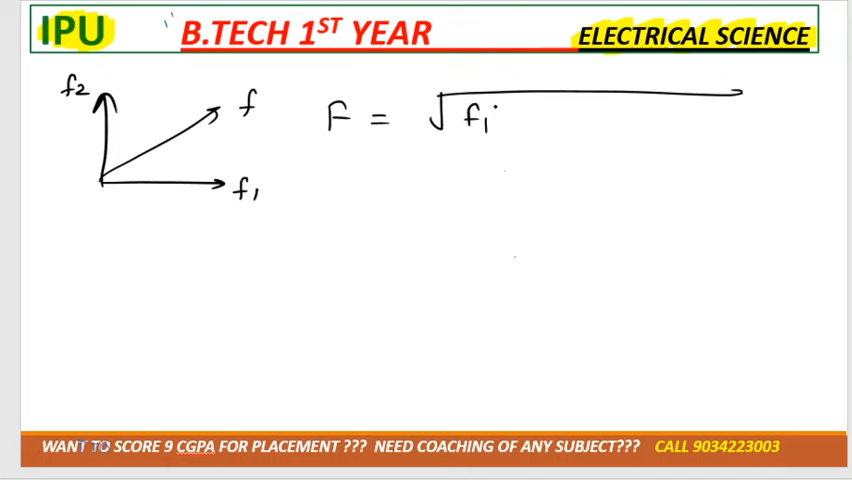 IPU B.TECH 1ST YEAR ELECTRICAL SCIENCE
f2
f
F = √f1
f1
WANT TO SCORE 9 CGPA FOR PLACEMENT ??? NEED COACHING OF ANY SUBJECT??? CALL 9034223003